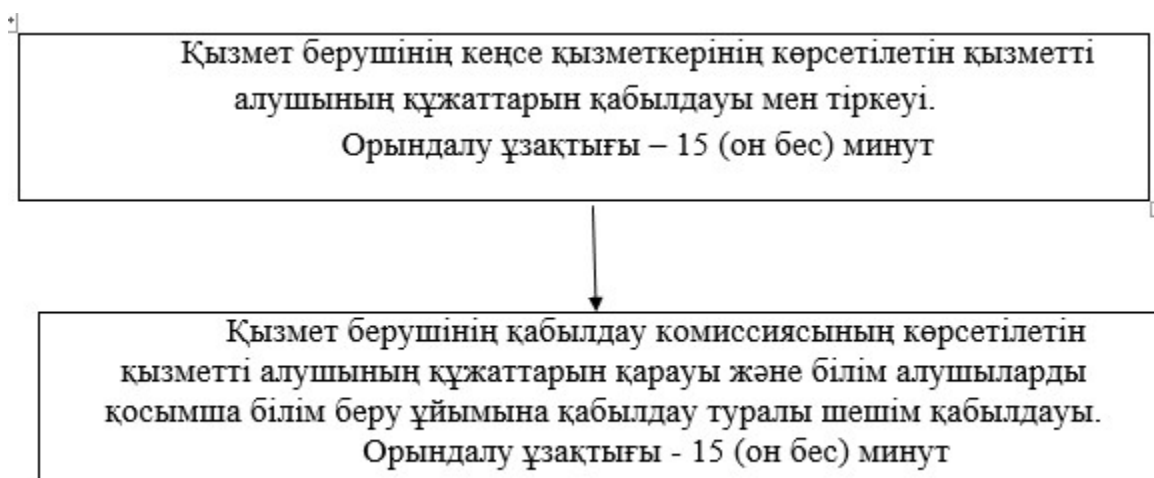 Қызмет берушінің кеңсе қызметкерінің көрсетілетін қызметті
алушының құжаттарын қабылдауы мен тіркеуі.
Орындалу ұзақтығы – 15 (он бес) минут
Қызмет берушінің қабылдау комиссиясының көрсетілетін
қызметті алушының құжаттарын қарауы және білім алушыларды
қосымша білім беру ұйымына қабылдау туралы шешім қабылдауы.
Орындалу ұзақтығы - 15 (он бес) минут